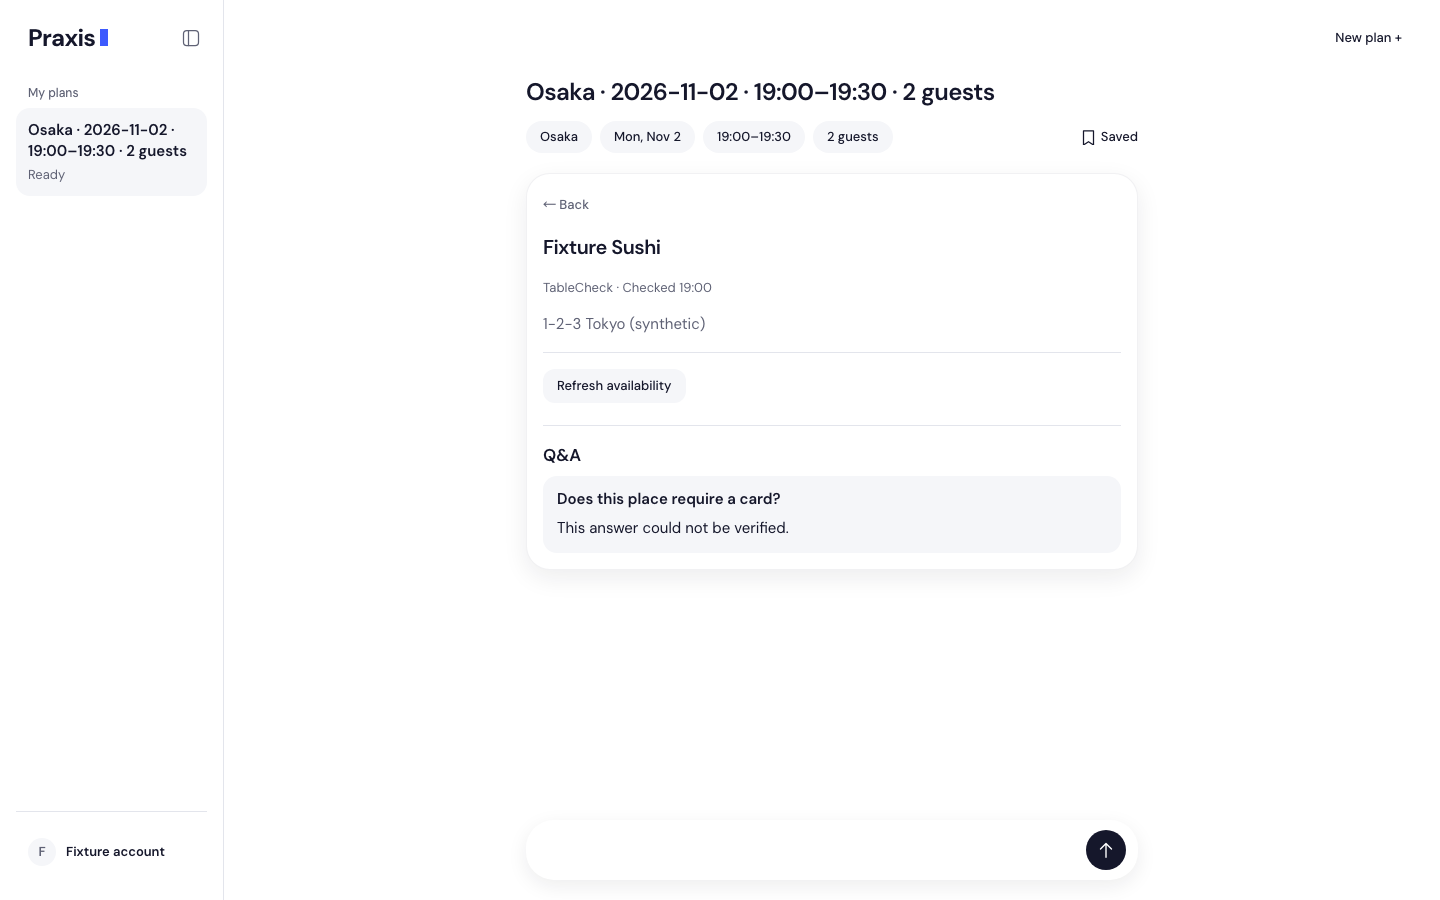 Praxis
New plan +
My plans
Osaka · 2026-11-02 ·
19:00–19:30 · 2 guests
Ready
Osaka · 2026-11-02 · 19:00–19:30 · 2 guests
Osaka
Mon, Nov 2
19:00–19:30
2 guests
Saved
← Back
Fixture Sushi
TableCheck · Checked 19:00
1-2-3 Tokyo (synthetic)
Refresh availability
Q&A
Does this place require a card?
This answer could not be verified.
F
Fixture account